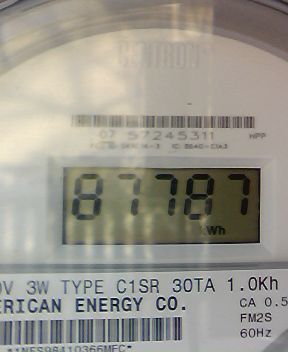 CENTRON
07 57245311 HPP
87787
kWh
0V 3W TYPE C1SR 30TA 1.0Kh
ERICAN ENERGY CO.
CA 0.5
FM2S
60Hz